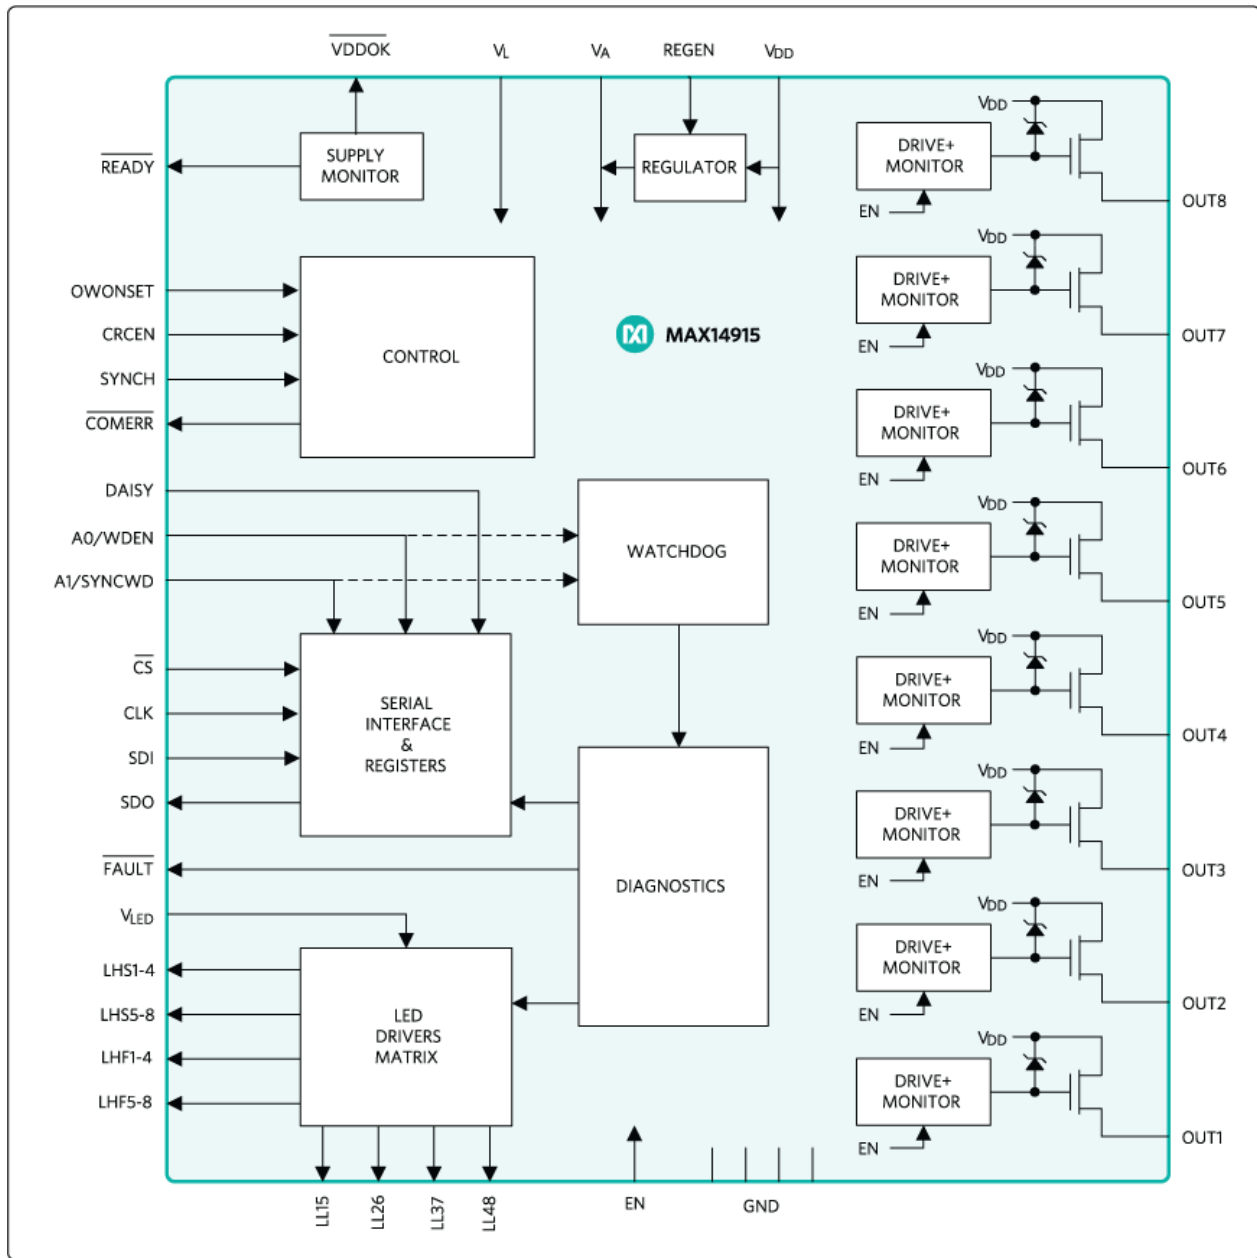 VDDOK
VL
VA
REGEN
VDD
READY
SUPPLY
MONITOR
REGULATOR
OWONSET
CRCEN
SYNCH
COMERR
CONTROL
MAX14915
DAISY
A0/WDEN
A1/SYNCWD
WATCHDOG
CS
CLK
SDI
SDO
SERIAL
INTERFACE
&
REGISTERS
FAULT
VLED
DIAGNOSTICS
LHS1-4
LHS5-8
LHF1-4
LHF5-8
LED
DRIVERS
MATRIX
LL15
LL26
LL37
LL48
EN
GND
VDD
DRIVE+
MONITOR
EN
OUT8
VDD
DRIVE+
MONITOR
EN
OUT7
VDD
DRIVE+
MONITOR
EN
OUT6
VDD
DRIVE+
MONITOR
EN
OUT5
VDD
DRIVE+
MONITOR
EN
OUT4
VDD
DRIVE+
MONITOR
EN
OUT3
VDD
DRIVE+
MONITOR
EN
OUT2
VDD
DRIVE+
MONITOR
EN
OUT1